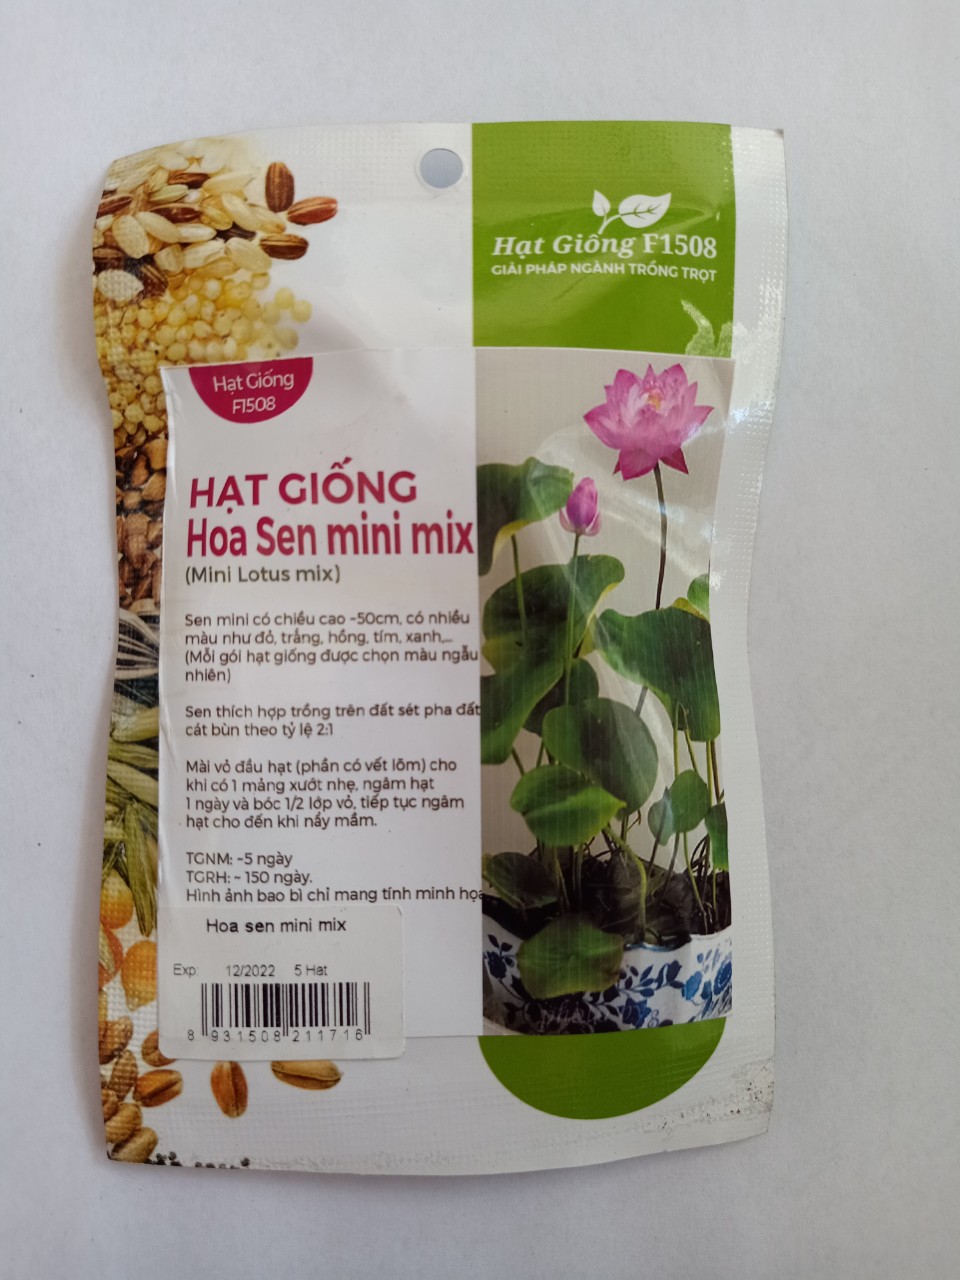 Hạt Giông F1508
GIẢI PHÁP NGÀNH TRỒNG TRỌT
Hạt Giống
F1508
HẠT GIỐNG
Hoa Sen mini mix
(Mini Lotus mix)
Sen mini có chiều cao ~50cm, có nhiều
màu như đỏ, trắng, hồng, tím, xanh,...
(Mỗi gói hạt giống được chọn màu ngẫu
nhiên)
Sen thích hợp trồng trên đất sét pha đất
cát bùn theo tỷ lệ 2:1
Mài vỏ đầu hạt (phần có vết lõm) cho
khi có 1 mảng xướt nhẹ, ngâm hạt
1 ngày và bóc 1/2 lớp vỏ, tiếp tục ngâm
hạt cho đến khi nẩy mầm.
TGNM: ~5 ngày
TGRH: ~ 150 ngày.
Hình ảnh bao bì chỉ mang tính minh họa
Hoa sen mini mix
Exp: 12/2022 5 Hat
8 931508 211716